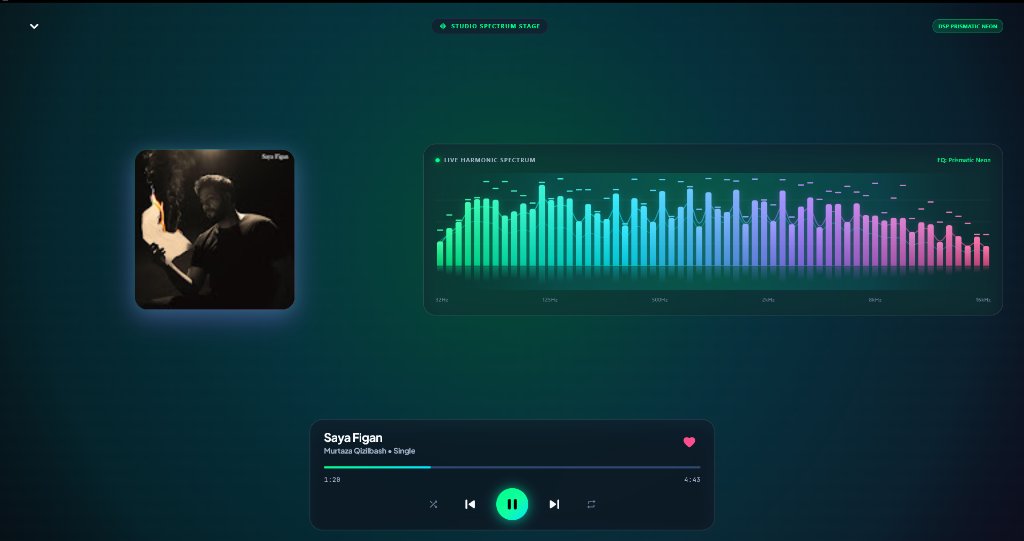 STUDIO SPECTRUM STAGE
DSP PRISMATIC NEON
Saya Figan
LIVE HARMONIC SPECTRUM
EQ: Prismatic Neon
32Hz 125Hz 500Hz 2kHz 8kHz 16kHz
Saya Figan
Murtaza Qizilbash • Single
1:20
4:43